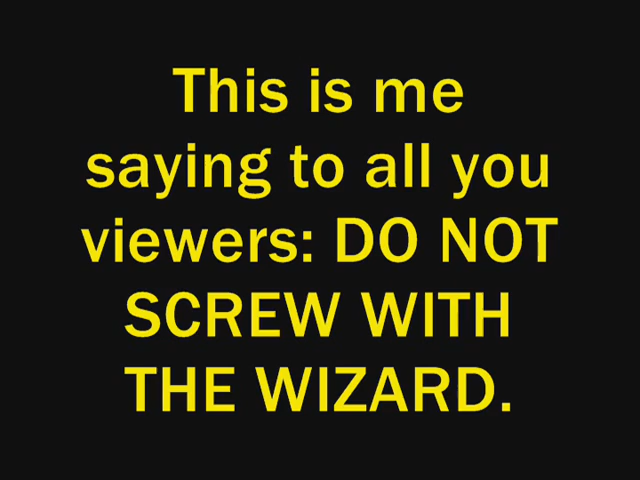 This is me
saying to all you
viewers: DO NOT
SCREW WITH
THE WIZARD.